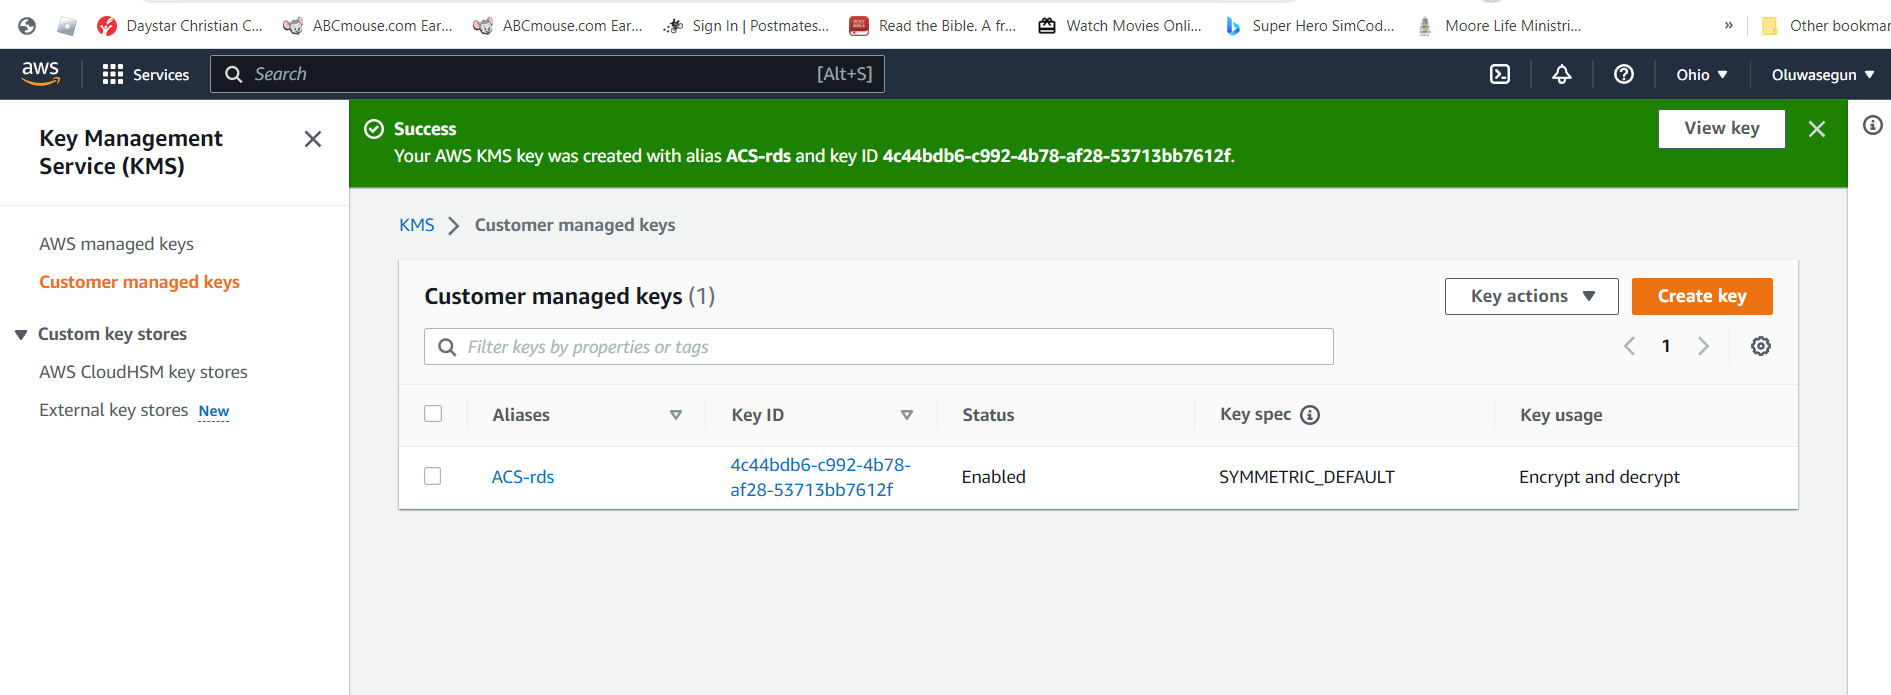 Daystar Christian C...
ABCmouse.com Ear...
ABCmouse.com Ear...
Sign In | Postmates...
Read the Bible. A fr...
Watch Movies Onli...
Super Hero SimCod...
Moore Life Ministri...
»
Other bookmar
aws
Services
Search
[Alt+S]
Ohio
Oluwasegun
Key Management
Service (KMS)
AWS managed keys
Customer managed keys
Custom key stores
AWS CloudHSM key stores
External key stores New
Success
Your AWS KMS key was created with alias ACS-rds and key ID 4c44bdb6-c992-4b78-af28-53713bb7612f.
View key
KMS
Customer managed keys
Customer managed keys (1)
Key actions
Create key
Filter keys by properties or tags
1
Aliases
Key ID
Status
Key spec
Key usage
ACS-rds
4c44bdb6-c992-4b78-
af28-53713bb7612f
Enabled
SYMMETRIC_DEFAULT
Encrypt and decrypt